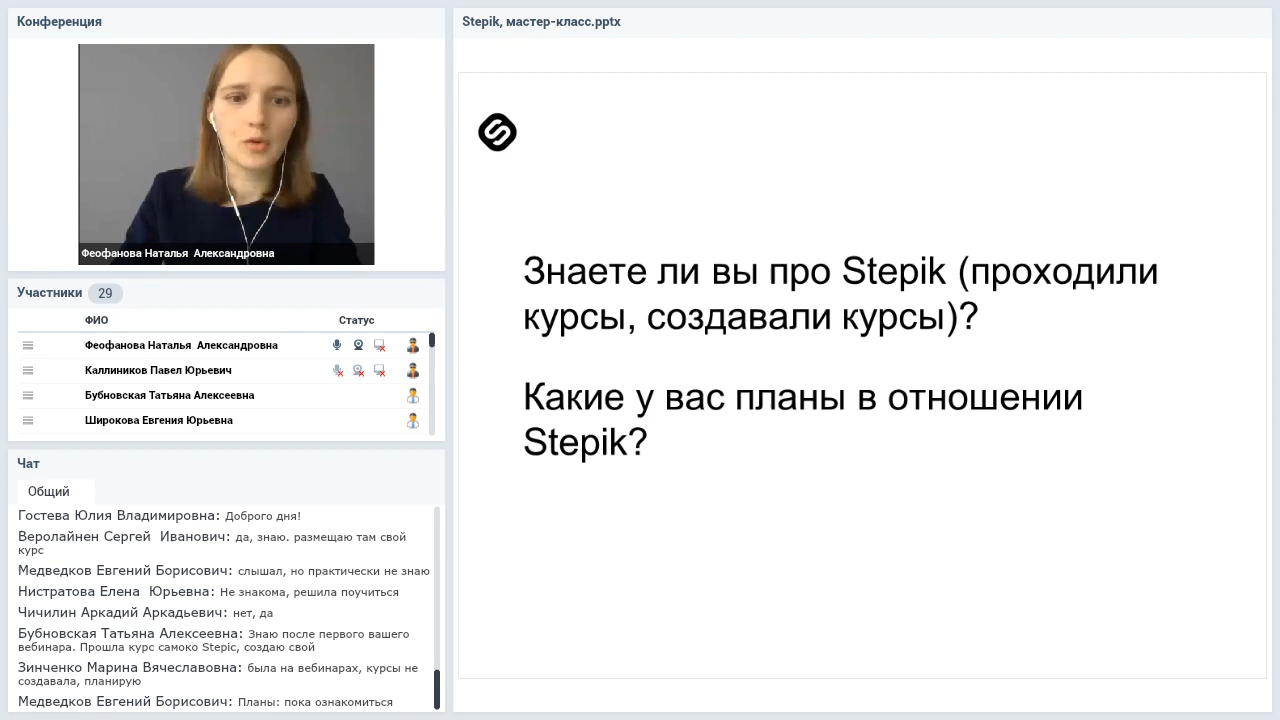 Конференция
Феофанова Наталья  Александровна
Участники 29
ФИО Статус
Феофанова Наталья  Александровна
Каллиников Павел Юрьевич
Бубновская Татьяна Алексеевна
Широкова Евгения Юрьевна
Чат
Общий
Гостева Юлия Владимировна: Доброго дня!
Веролайнен Сергей  Иванович: да, знаю. размещаю там свой
курс
Медведков Евгений Борисович: слышал, но практически не знаю
Нистратова Елена  Юрьевна: Не знакома, решила поучиться
Чичилин Аркадий Аркадьевич: нет, да
Бубновская Татьяна Алексеевна: Знаю после первого вашего
вебинара. Прошла курс самоко Stepic, создаю свой
Зинченко Марина Вячеславовна: была на вебинарах, курсы не
создавала, планирую
Медведков Евгений Борисович: Планы: пока ознакомиться
Stepik, мастер-класс.pptx
Знаете ли вы про Stepik (проходили
курсы, создавали курсы)?
Какие у вас планы в отношении
Stepik?